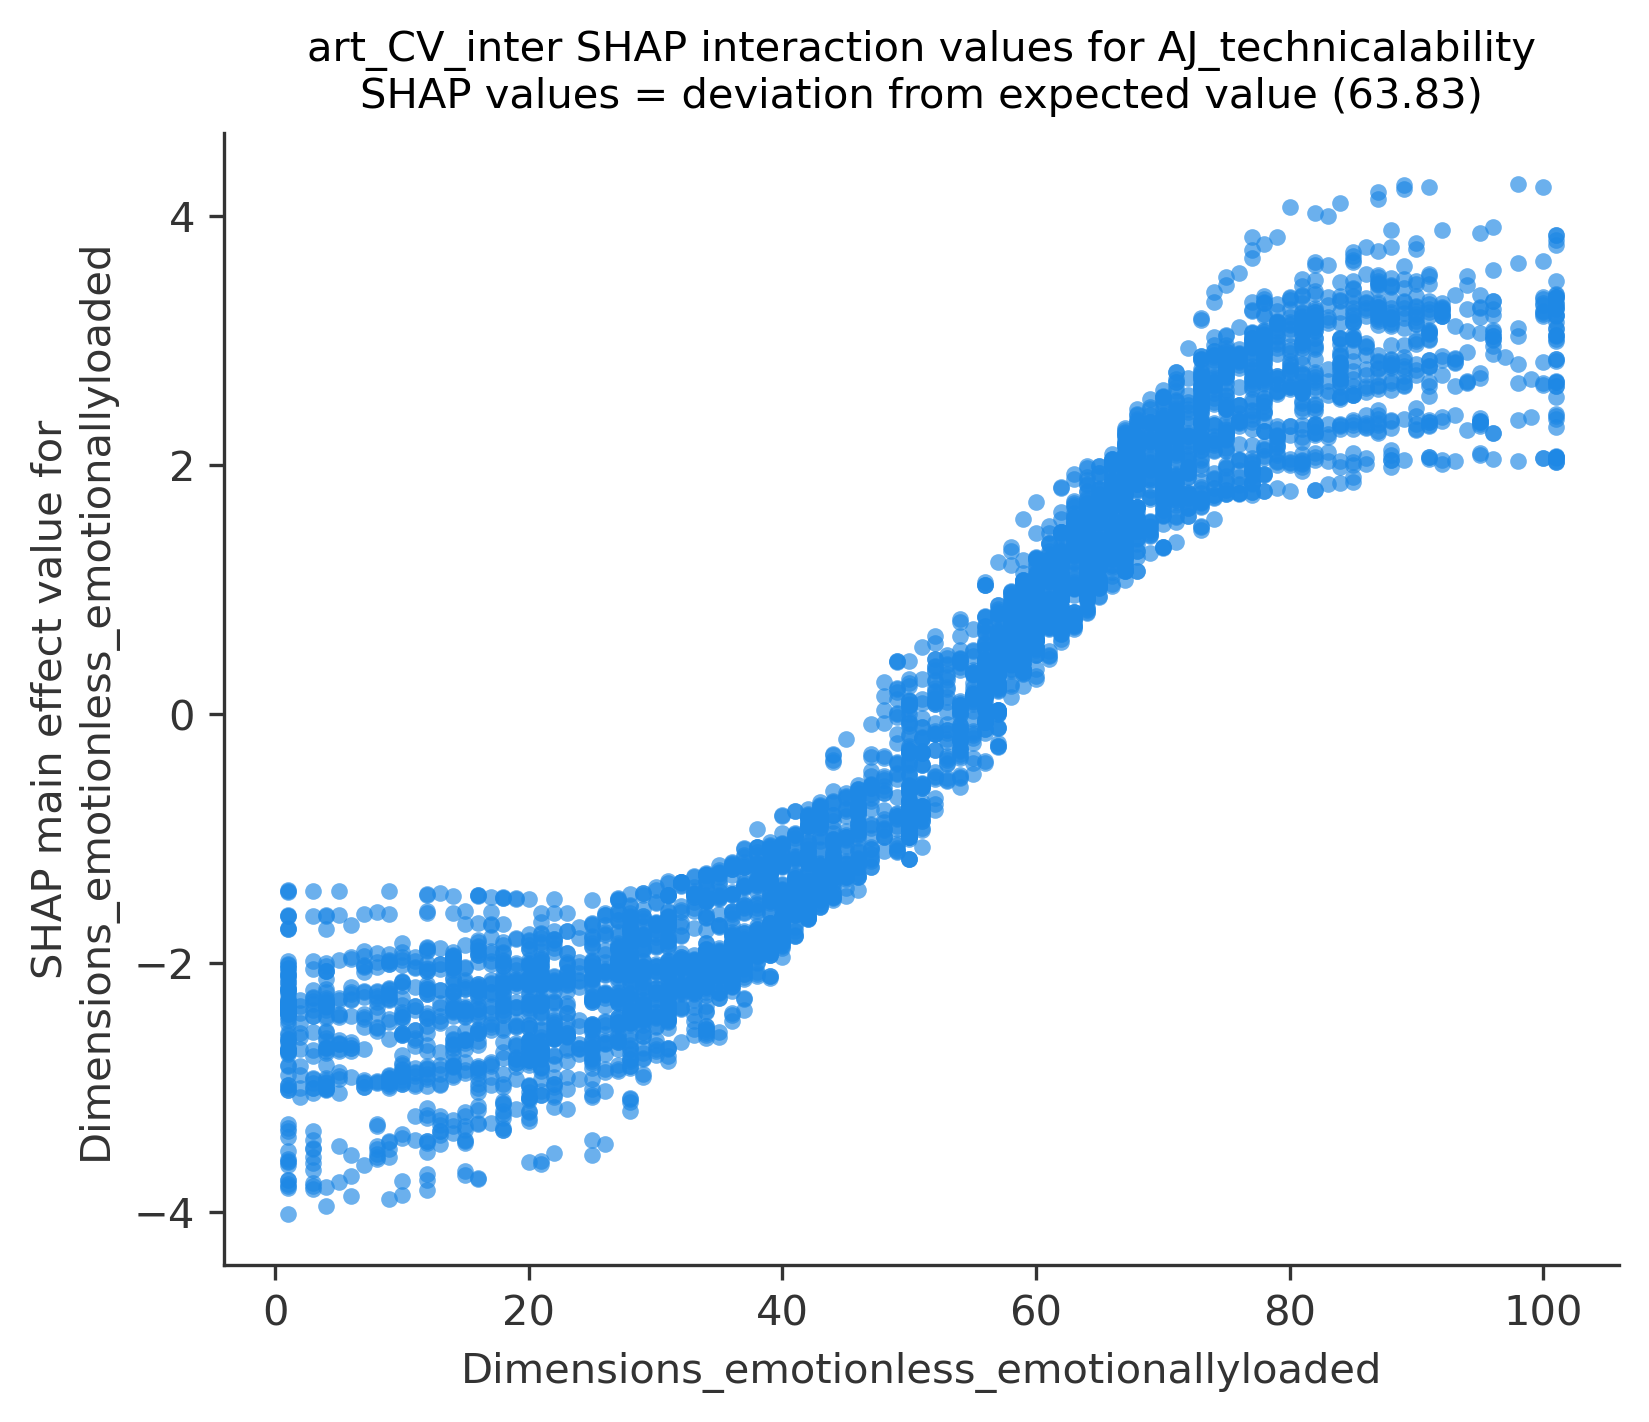 art_CV_inter SHAP interaction values for AJ_technicalability
SHAP values = deviation from expected value (63.83)
SHAP main effect value for
Dimensions_emotionless_emotionallyloaded
4
2
0
−2
−4
0
20
40
60
80
100
Dimensions_emotionless_emotionallyloaded